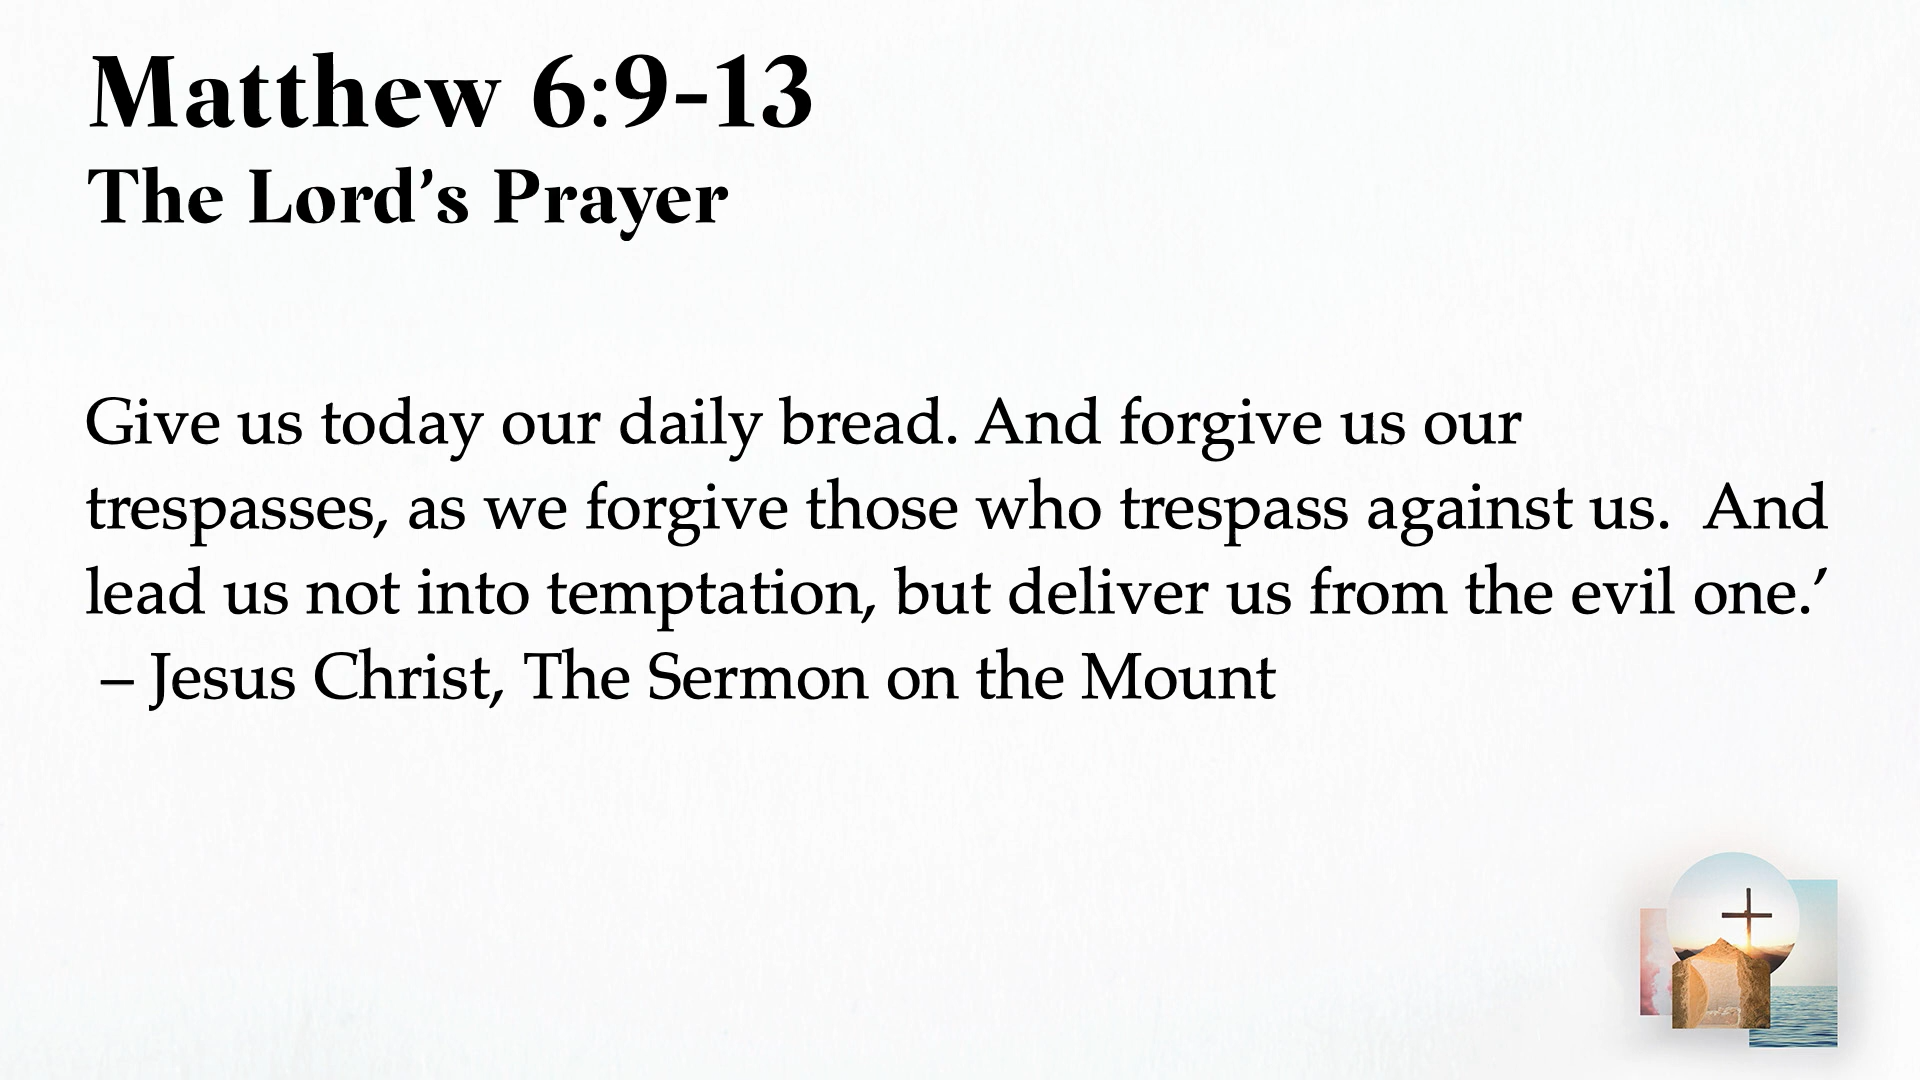 Matthew 6:9-13
The Lord’s Prayer
Give us today our daily bread. And forgive us our
trespasses, as we forgive those who trespass against us.  And
lead us not into temptation, but deliver us from the evil one.’
– Jesus Christ, The Sermon on the Mount